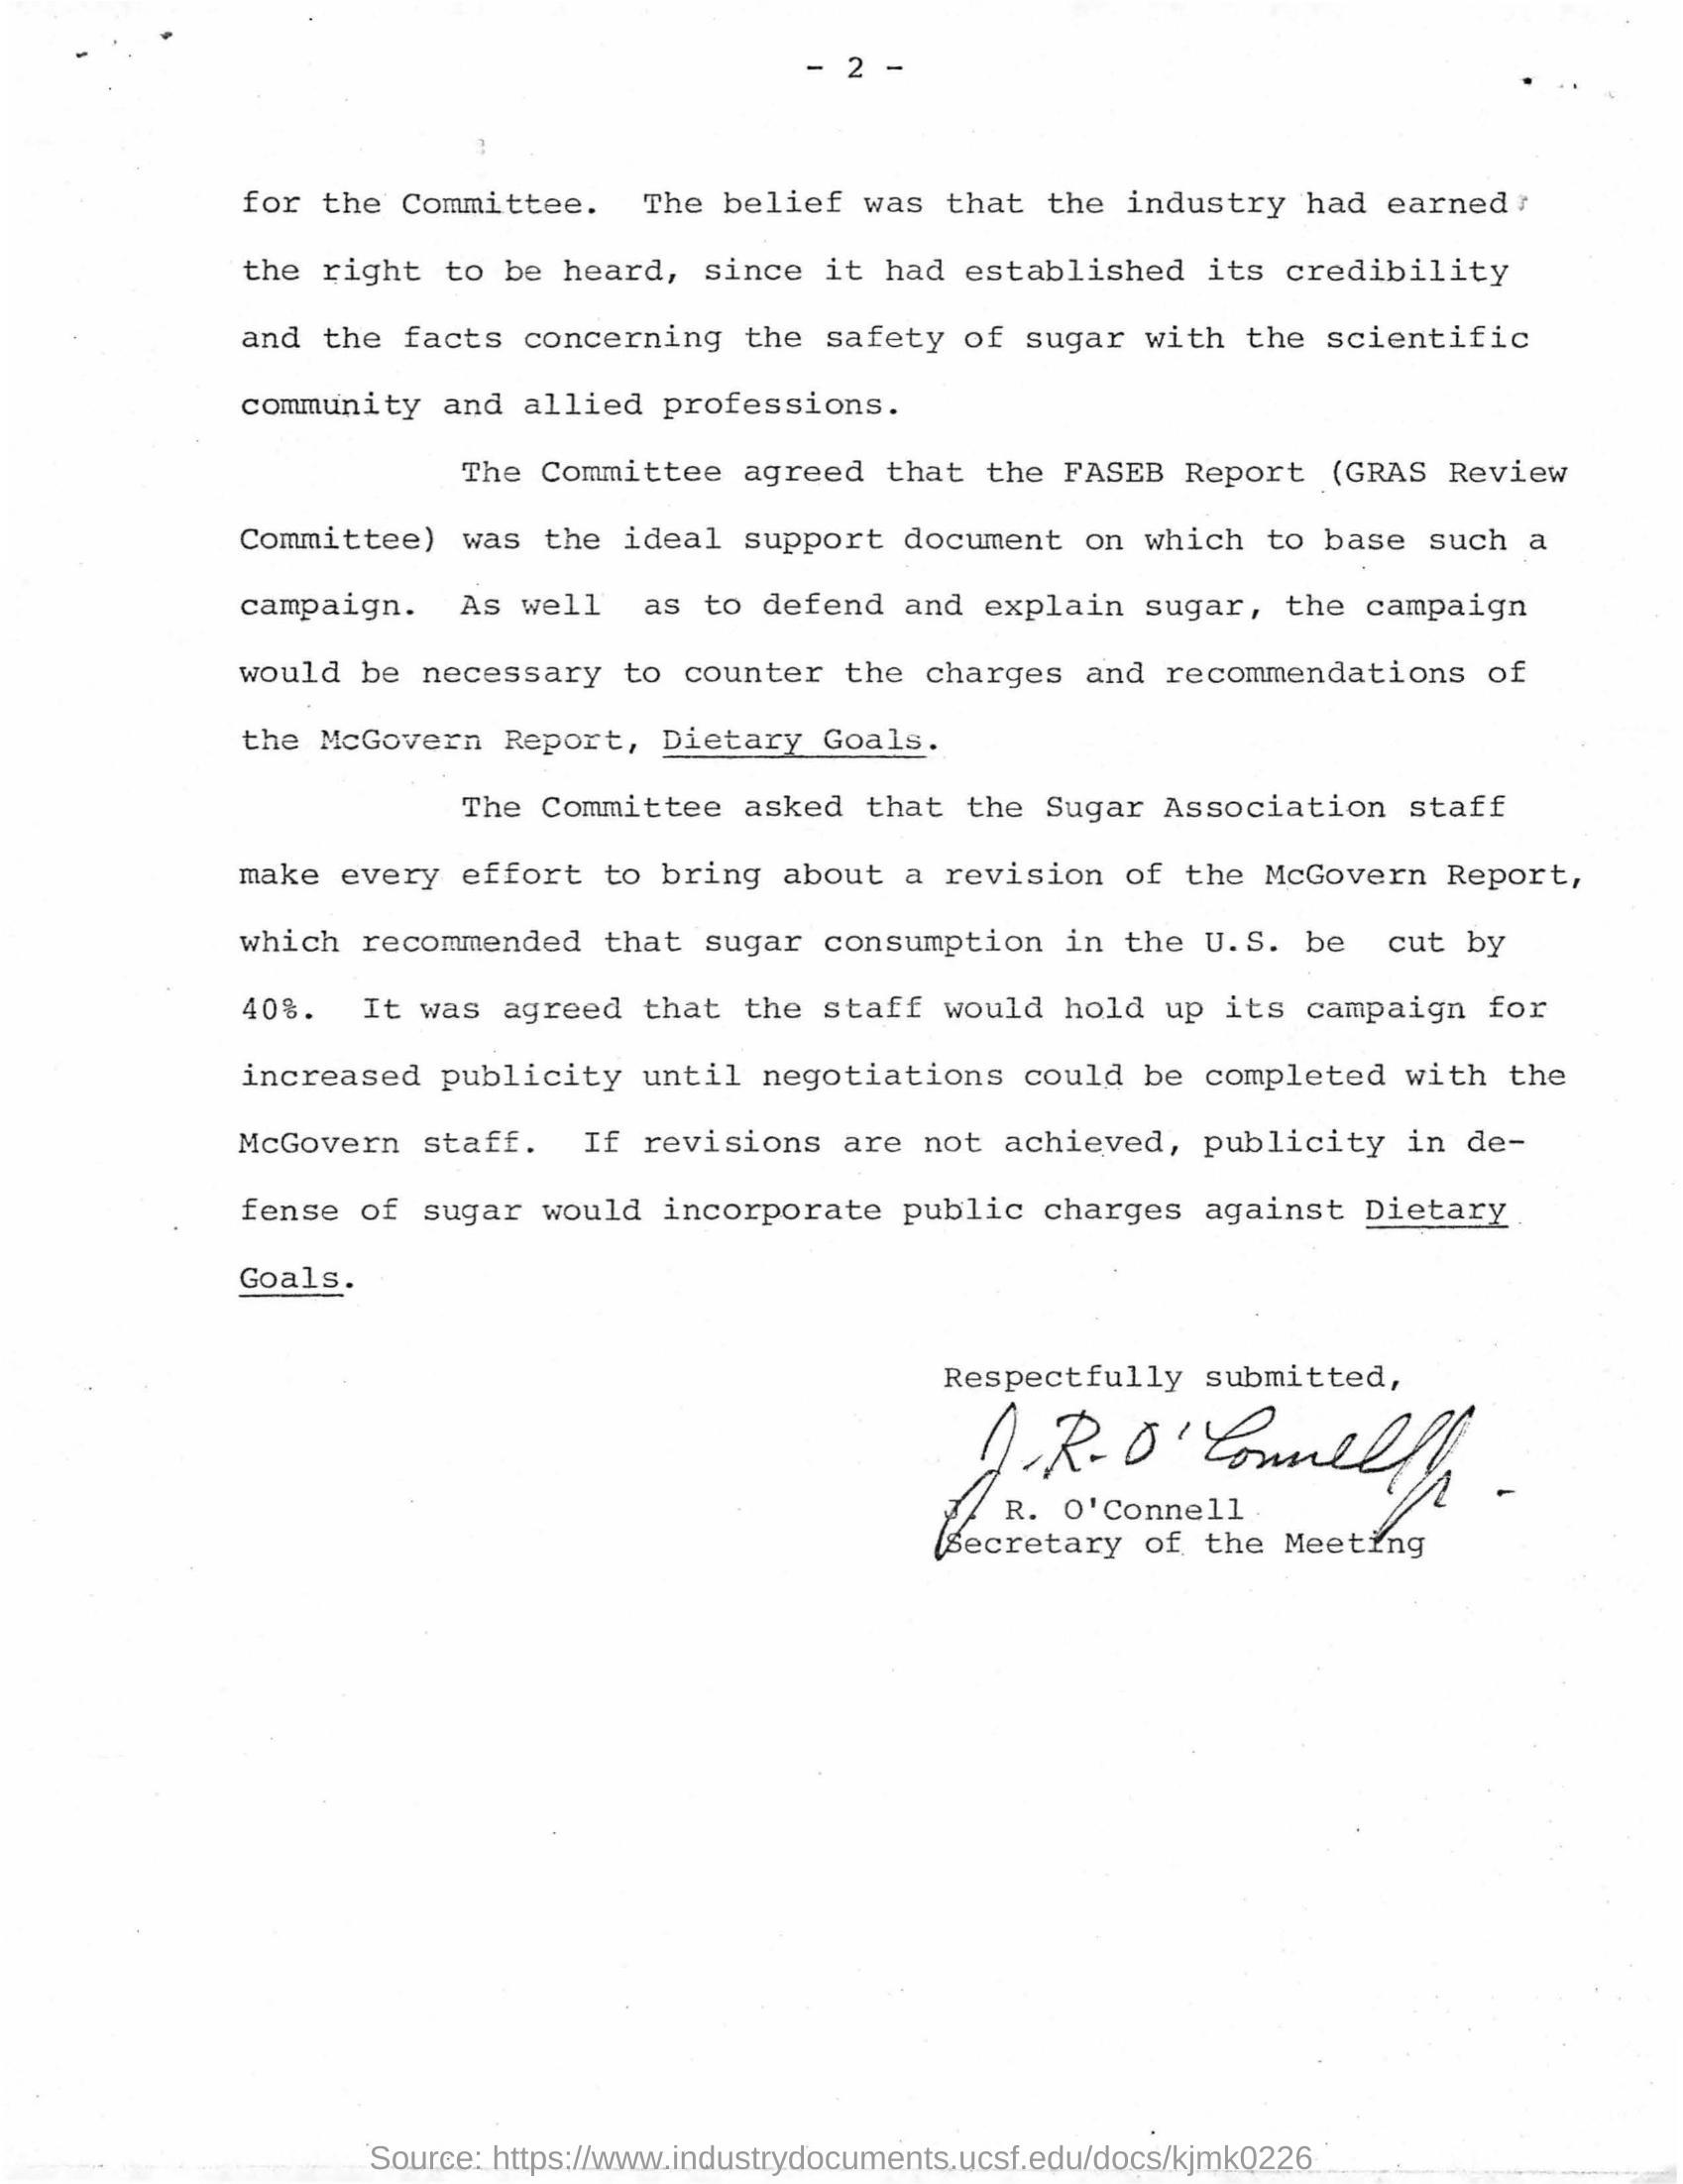 - 2 -
for the Committee. The belief was that the industry had earned
the right to be heard, since it had established its credibility
and the facts concerning the safety of sugar with the scientific
community and allied professions.
The Committee agreed that the FASEB Report (GRAS Review
Committee) was the ideal support document on which to base such a
campaign. As well as to defend and explain sugar, the campaign
would be necessary to counter the charges and recommendations of
the McGovern Report, Dietary Goals.
The Committee asked that the Sugar Association staff
make every effort to bring about a revision of the McGovern Report,
which recommended that sugar consumption in the U.S. be cut by
40%. It was agreed that the staff would hold up its campaign for
increased publicity until negotiations could be completed with the
McGovern staff. If revisions are not achieved, publicity in de-
fense of sugar would incorporate public charges against Dietary
Goals.
Respectfully submitted,
J. R. O'Connell Jr.
J. R. O'Connell
Secretary of the Meeting
Source: https://www.industrydocuments.ucsf.edu/docs/kjmk0226